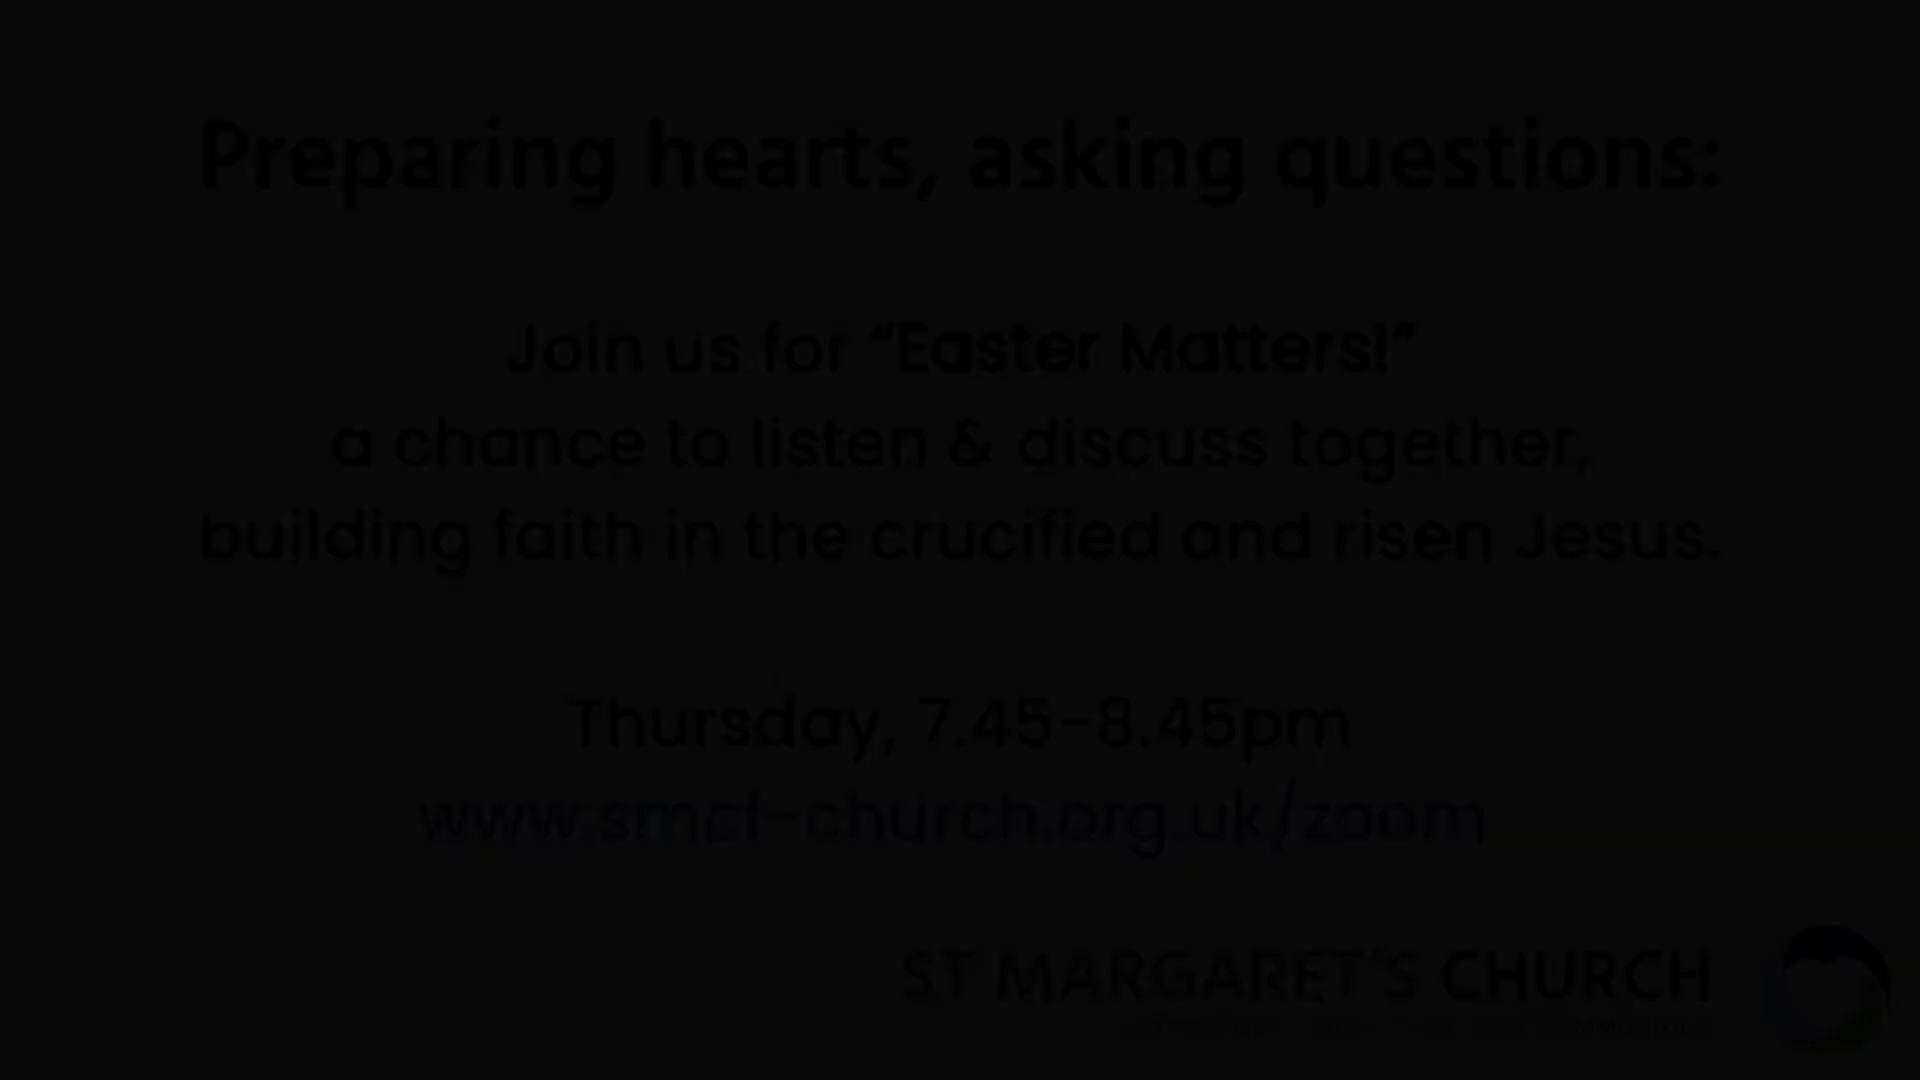 Preparing hearts, asking questions:
Join us for “Easter Matters!”
a chance to listen & discuss together,
building faith in the crucified and risen Jesus.
Thursday, 7.45-8.45pm
www.smcf-church.org.uk/zoom
ST MARGARET'S CHURCH